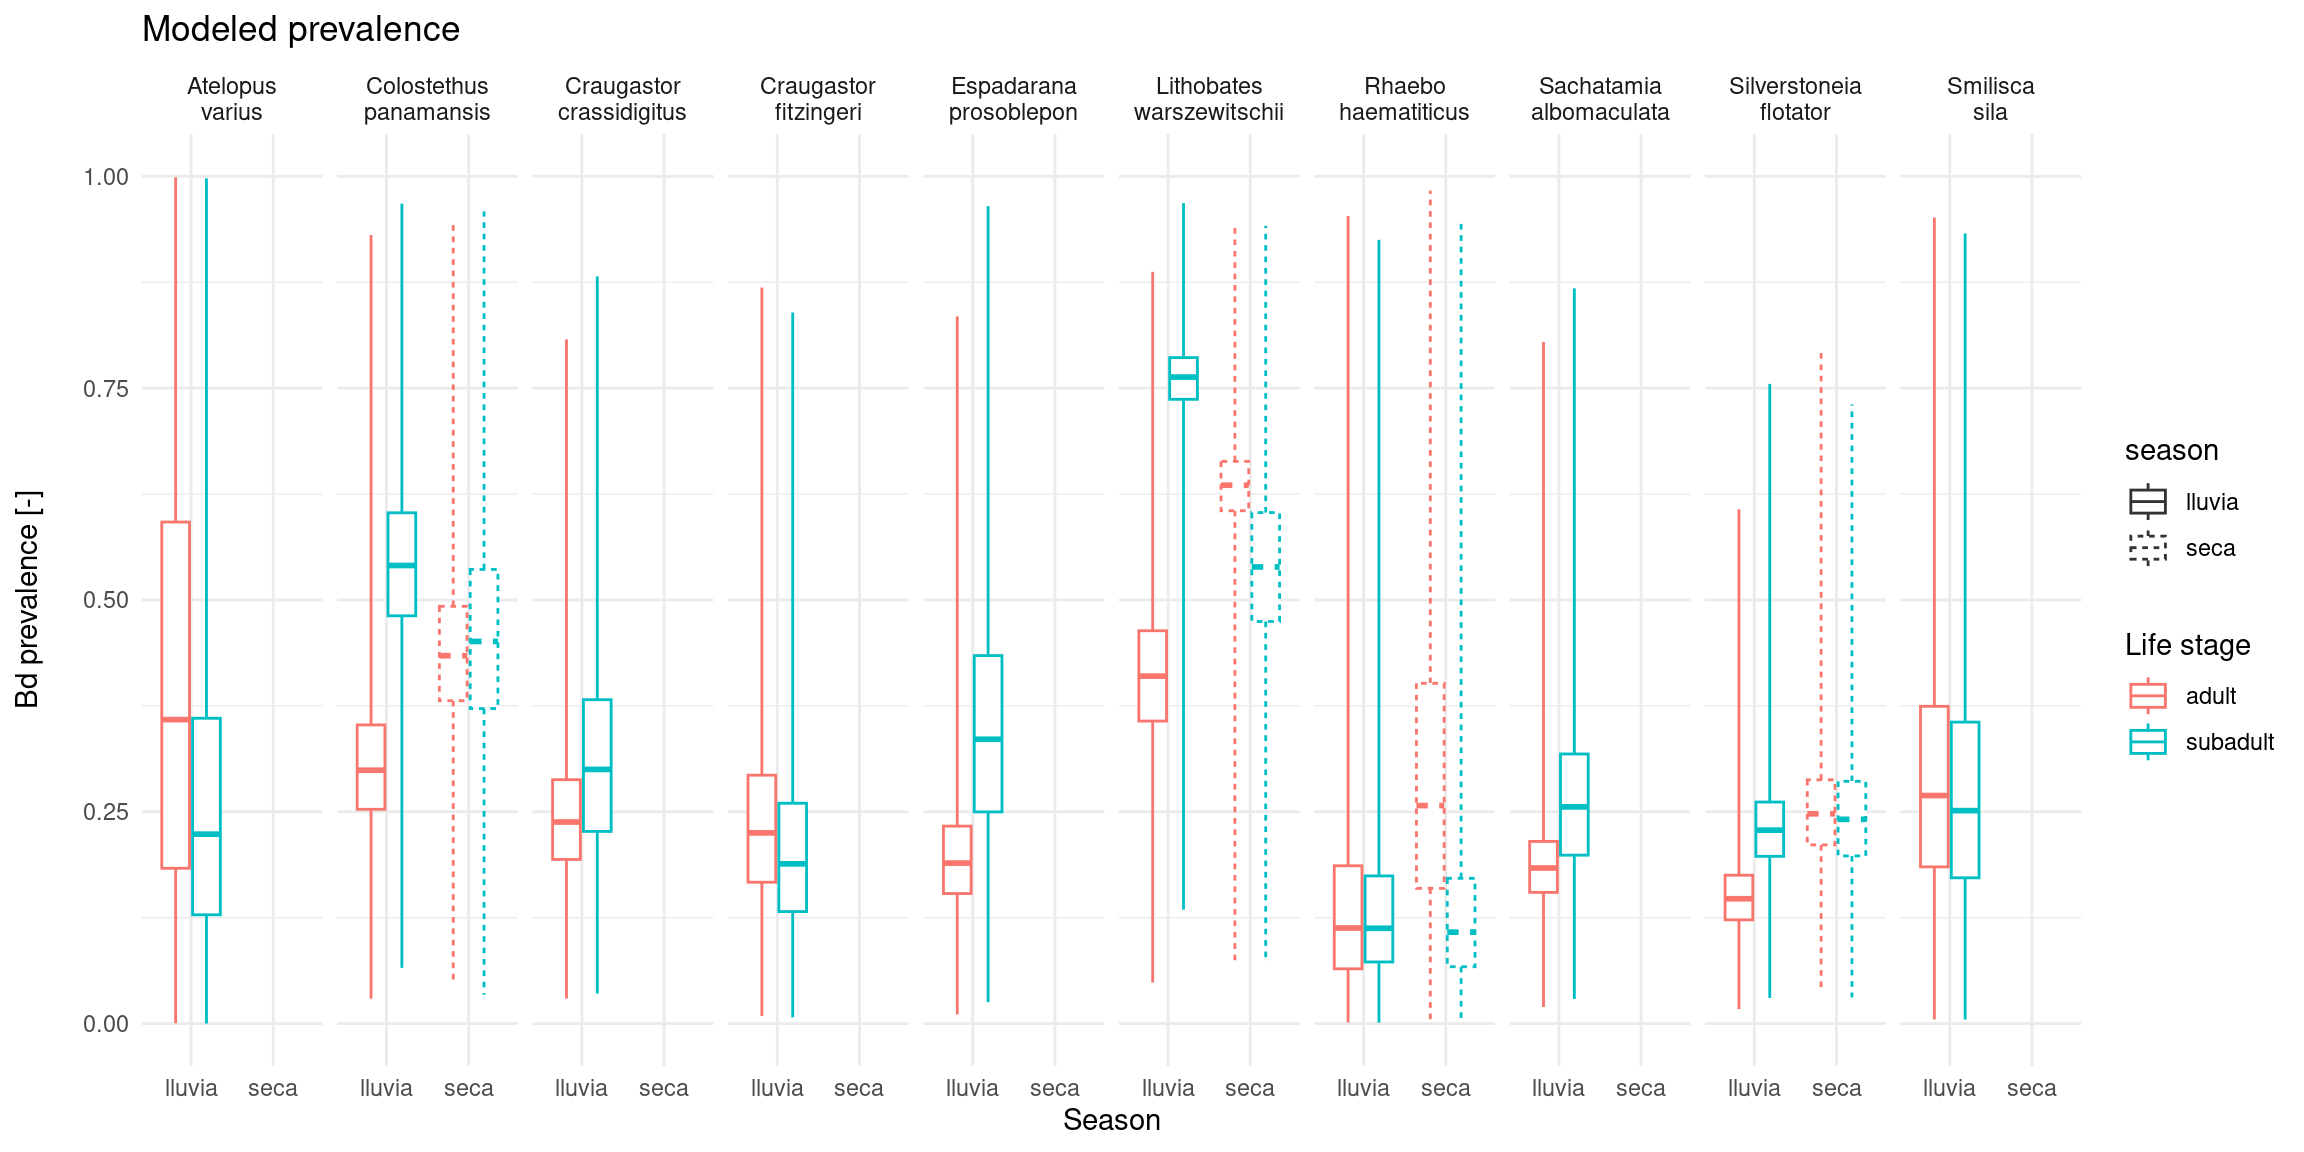 Modeled prevalence
Atelopus
varius
Colostethus
panamansis
Craugastor
crassidigitus
Craugastor
fitzingeri
Espadarana
prosoblepon
Lithobates
warszewitschii
Rhaebo
haematiticus
Sachatamia
albomaculata
Silverstoneia
flotator
Smilisca
sila
1.00
0.75
0.50
0.25
0.00
Bd prevalence [-]
lluvia seca
lluvia seca
lluvia seca
lluvia seca
lluvia seca
lluvia seca
lluvia seca
lluvia seca
lluvia seca
lluvia seca
Season
season
lluvia
seca
Life stage
adult
subadult